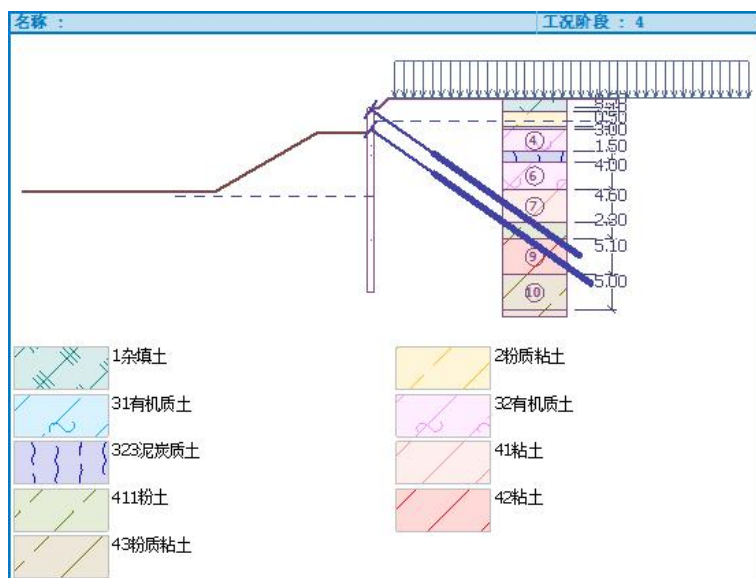 名称 :
工况阶段 : 4
3.00
④
1.50
4.00
⑥
4.60
⑦
2.30
5.10
⑨
5.00
⑩
1杂填土
2粉质粘土
31有机质土
32有机质土
323泥炭质土
41粘土
411粉土
42粘土
43粉质粘土